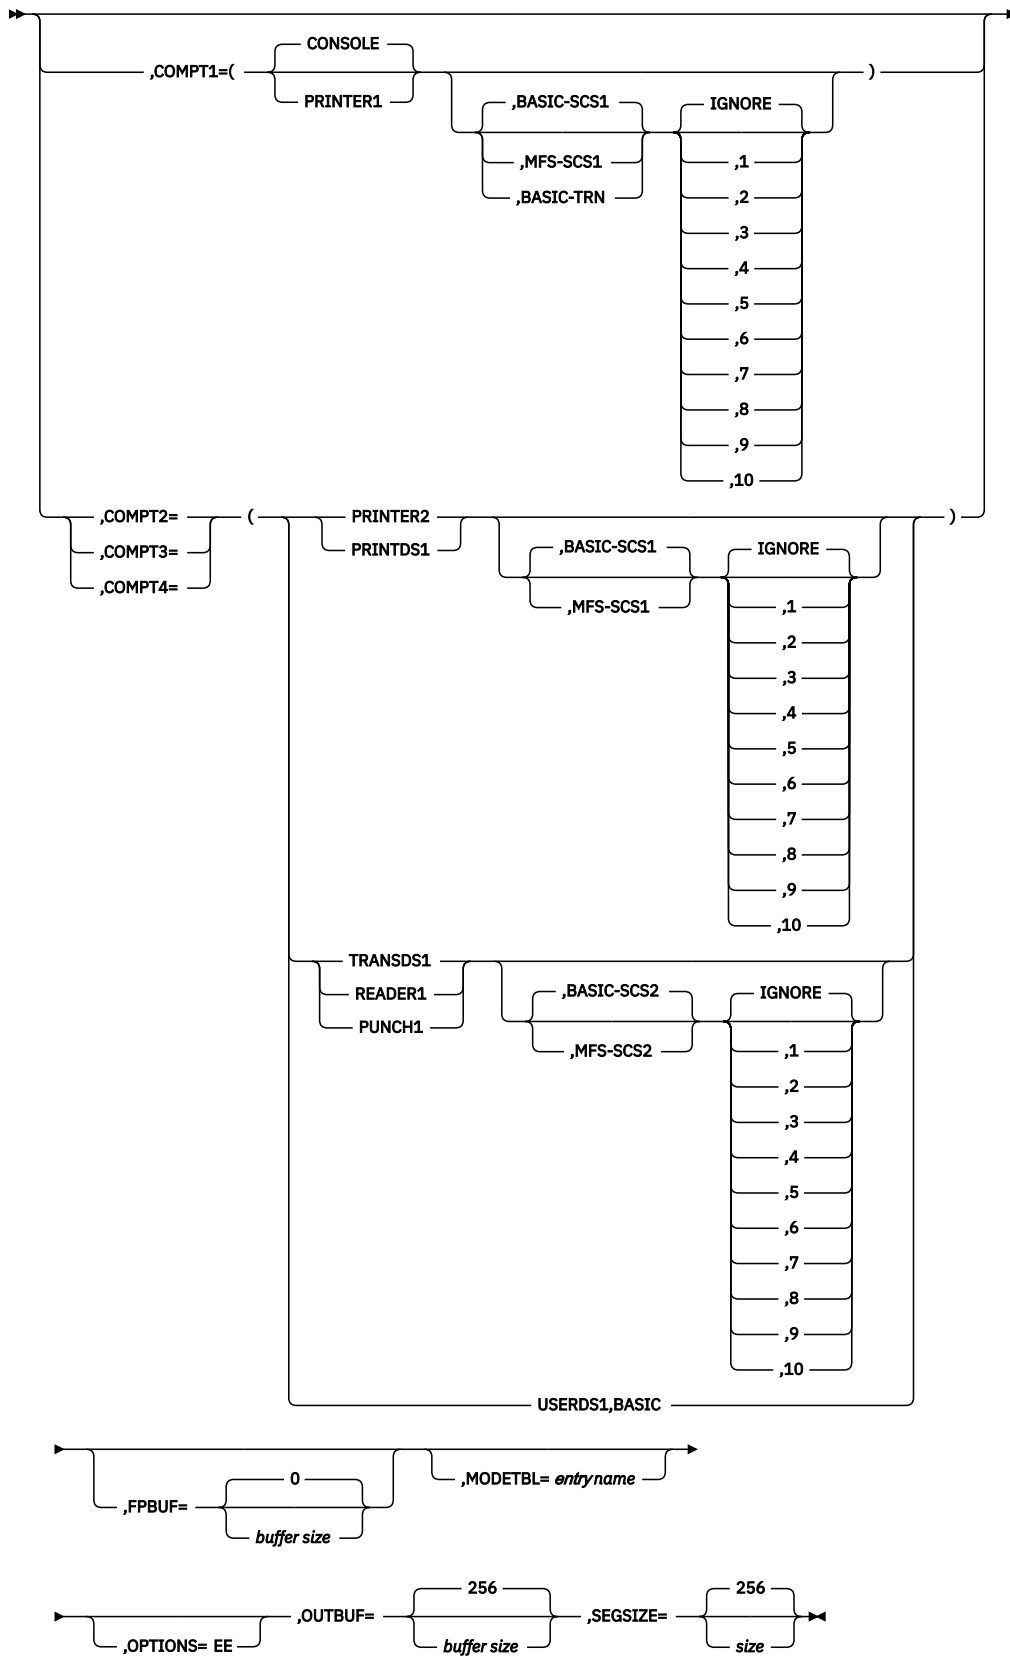 CONSOLE
,COMPT1=( )
PRINTER1
,BASIC-SCS1 IGNORE
,MFS-SCS1 ,1
,BASIC-TRN ,2
,3
,4
,5
,6
,7
,8
,9
,10
,COMPT2= ( PRINTER2 )
,COMPT3= PRINTDS1
,COMPT4=
,BASIC-SCS1 IGNORE
,MFS-SCS1 ,1
,2
,3
,4
,5
,6
,7
,8
,9
,10
TRANSDS1
READER1
PUNCH1
,BASIC-SCS2 IGNORE
,MFS-SCS2 ,1
,2
,3
,4
,5
,6
,7
,8
,9
,10
USERDS1,BASIC
0
,FPBUF=
buffer size
,MODETBL= entryname
,OPTIONS= EE
256
,OUTBUF=
buffer size
256
,SEGSIZE=
size